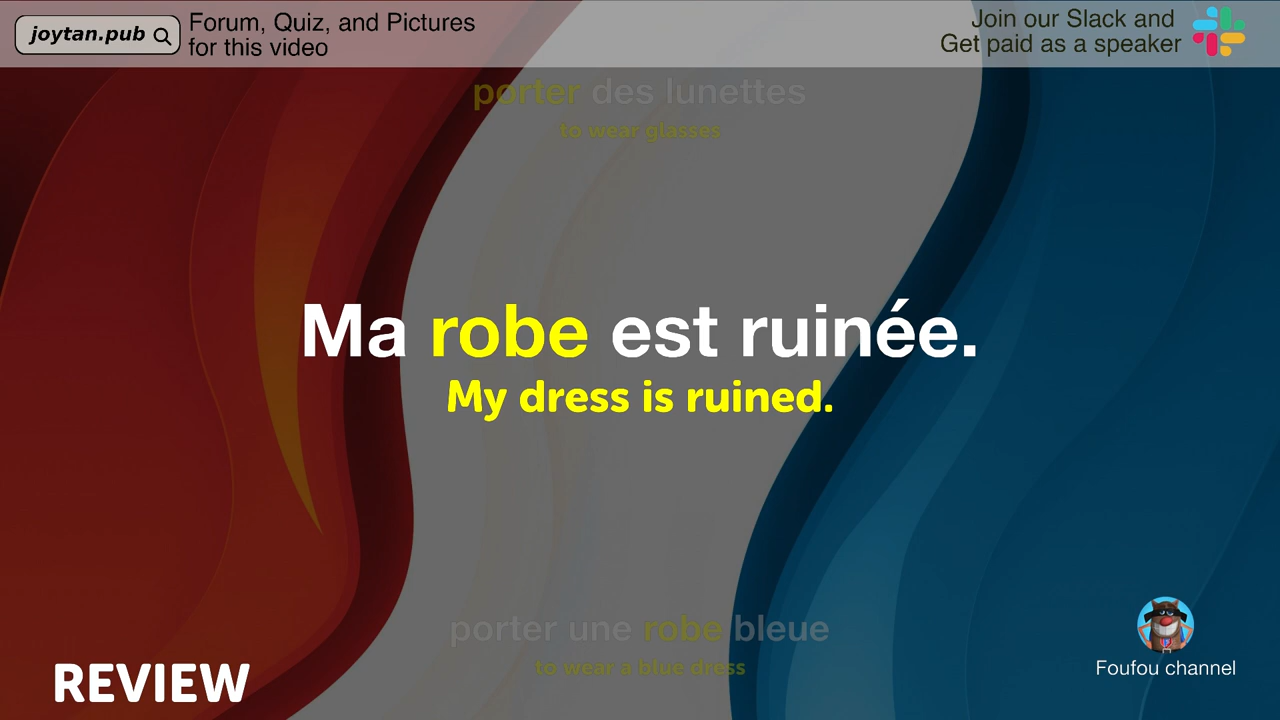 joytan.pub
Forum, Quiz, and Pictures
for this video
Join our Slack and
Get paid as a speaker
porter des lunettes
to wear glasses
Ma robe est ruinée.
My dress is ruined.
porter une robe bleue
to wear a blue dress
REVIEW
Foufou channel